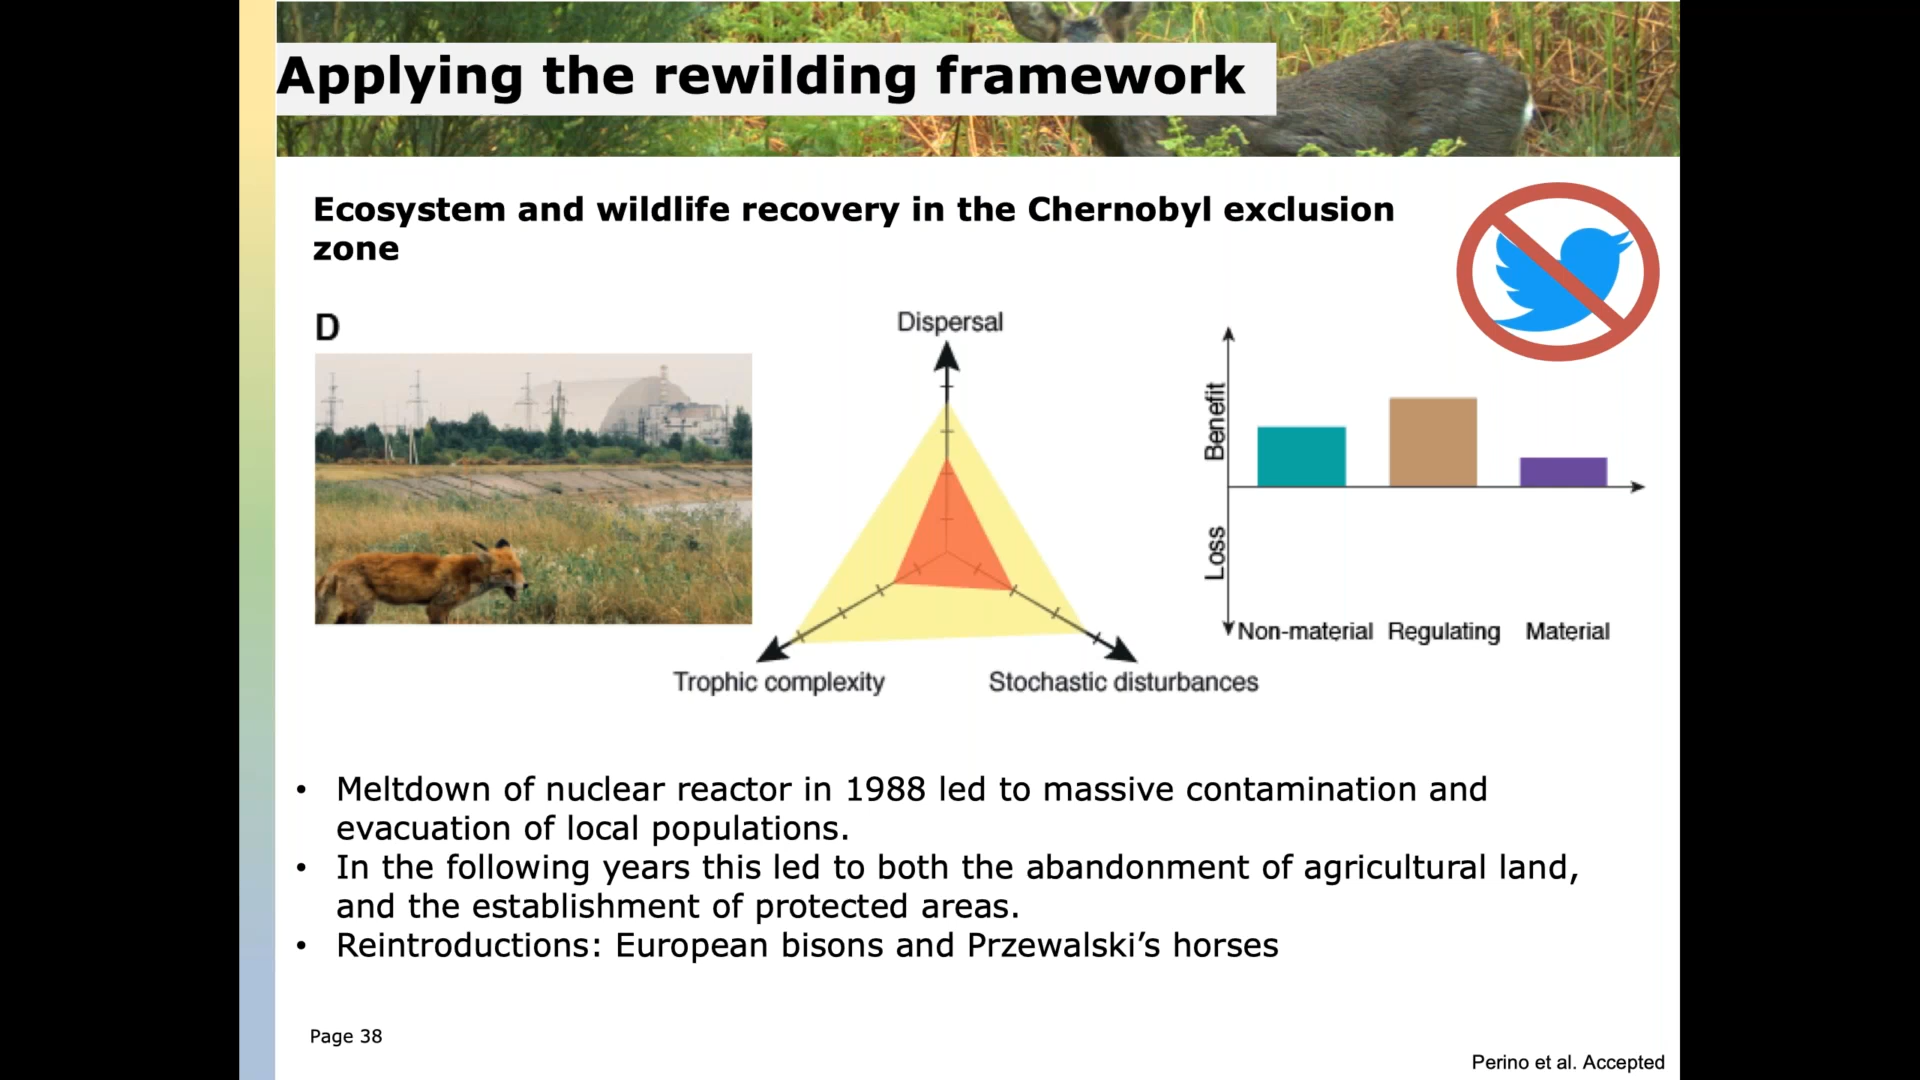 Applying the rewilding framework
Ecosystem and wildlife recovery in the Chernobyl exclusion
zone
D
Dispersal
Trophic complexity
Stochastic disturbances
Benefit
Loss
Non-material Regulating Material
• Meltdown of nuclear reactor in 1988 led to massive contamination and
evacuation of local populations.
• In the following years this led to both the abandonment of agricultural land,
and the establishment of protected areas.
• Reintroductions: European bisons and Przewalski’s horses
Page 38
Perino et al. Accepted